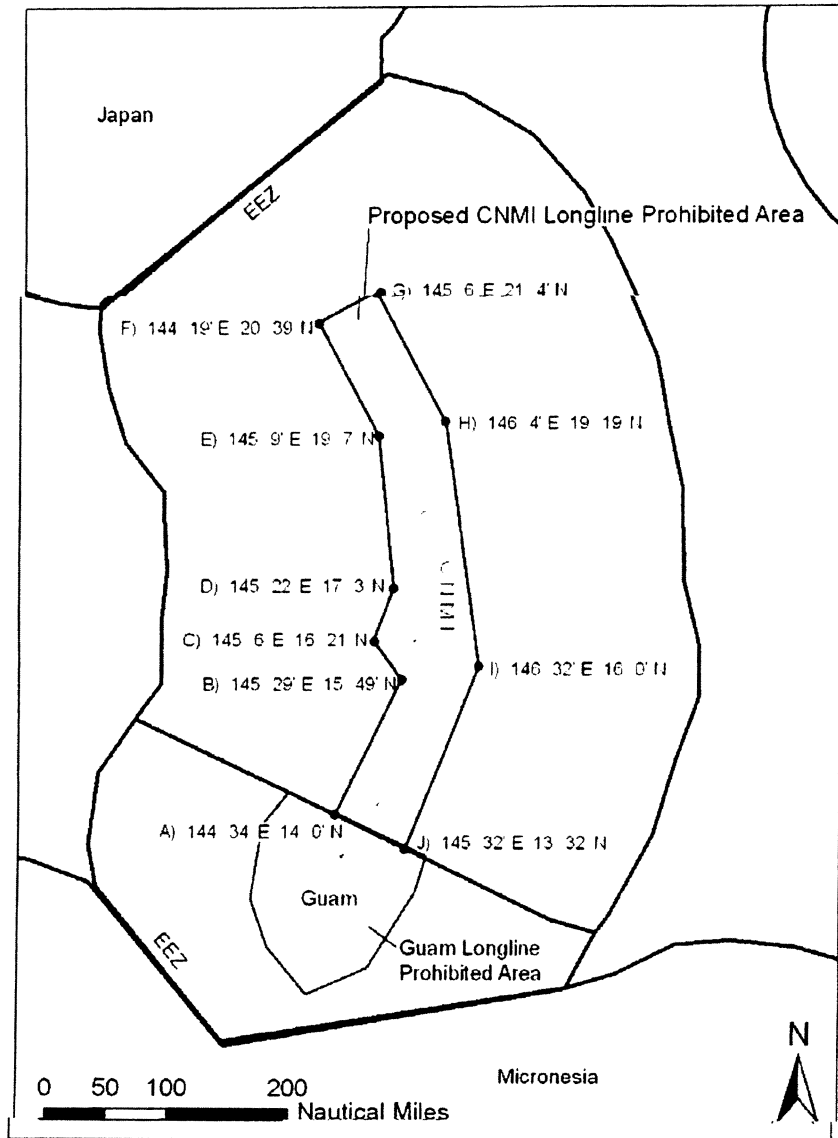 Japan
EEZ
Proposed CNMI Longline Prohibited Area
G) 145 6 E 21 4' N
F) 144 19' E 20 39 N
H) 146 4' E 19 19 N
E) 145 9' E 19 7' N
CNMI
D) 145 22 E 17 3' N
C) 145 6 E 16 21 N
I) 146 32' E 16 0' N
B) 145 29' E 15 49' N
A) 144 34 E 14 0' N
J) 145 32' E 13 32 N
Guam
EEZ
Guam Longline
Prohibited Area
N
Micronesia
0 50 100 200
Nautical Miles